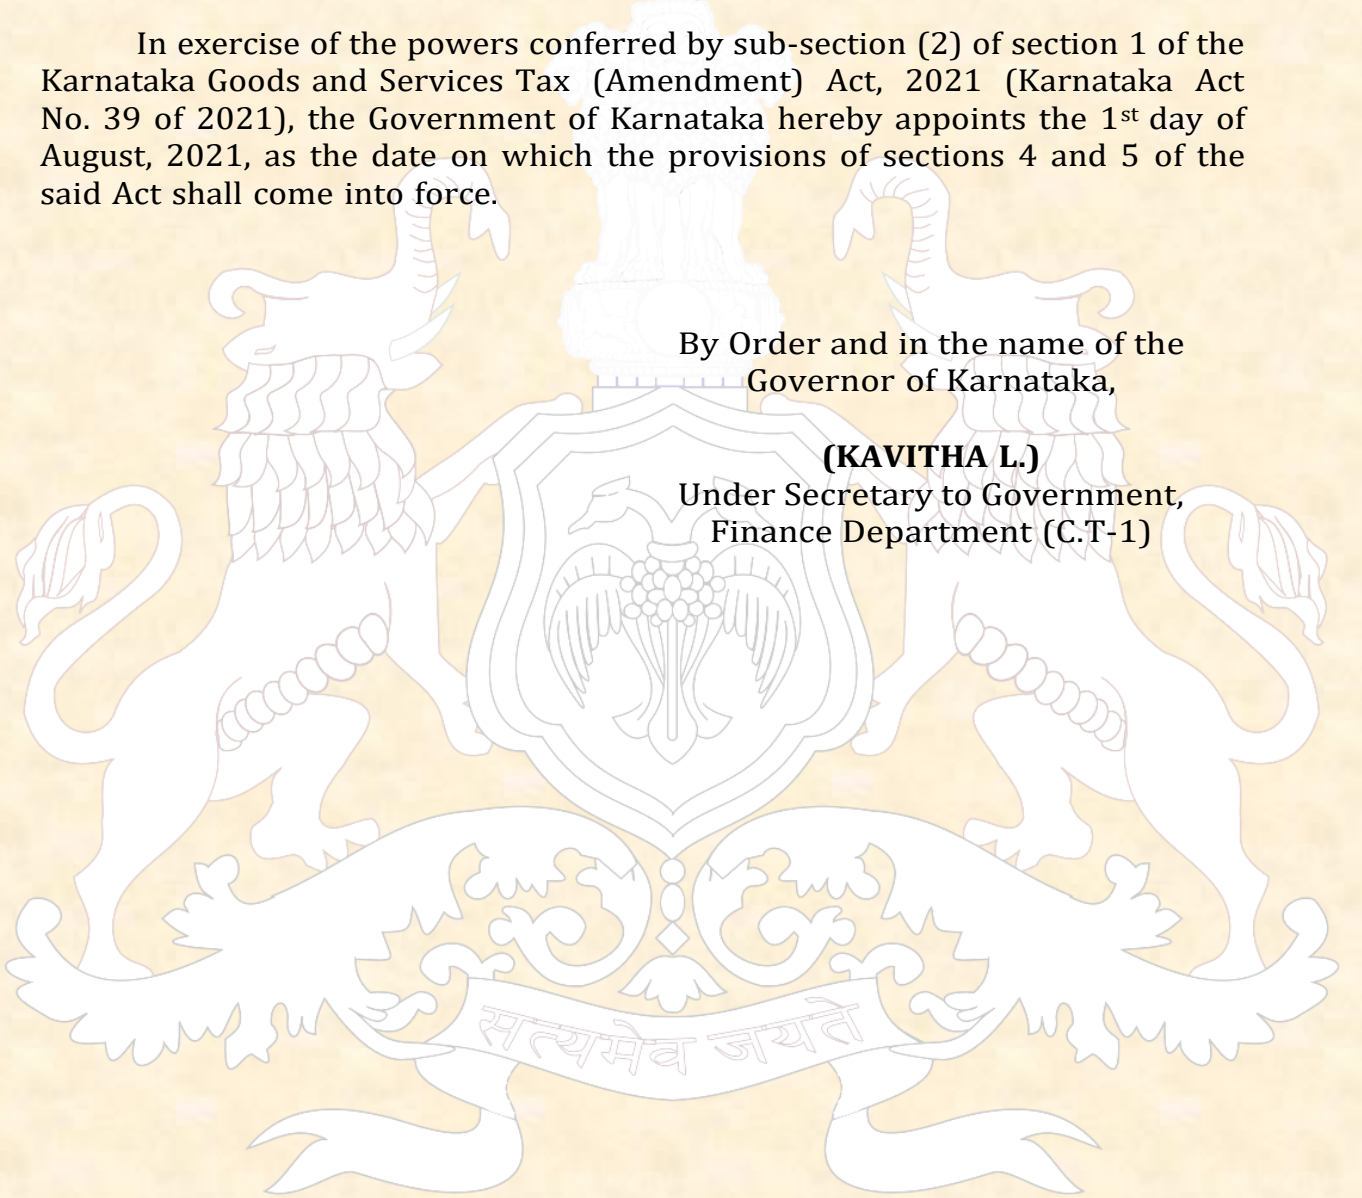 In exercise of the powers conferred by sub-section (2) of section 1 of the
Karnataka Goods and Services Tax (Amendment) Act, 2021 (Karnataka Act
No. 39 of 2021), the Government of Karnataka hereby appoints the 1st day of
August, 2021, as the date on which the provisions of sections 4 and 5 of the
said Act shall come into force.
By Order and in the name of the
Governor of Karnataka,
(KAVITHA L.)
Under Secretary to Government,
Finance Department (C.T-1)
सत्यमेव जयते